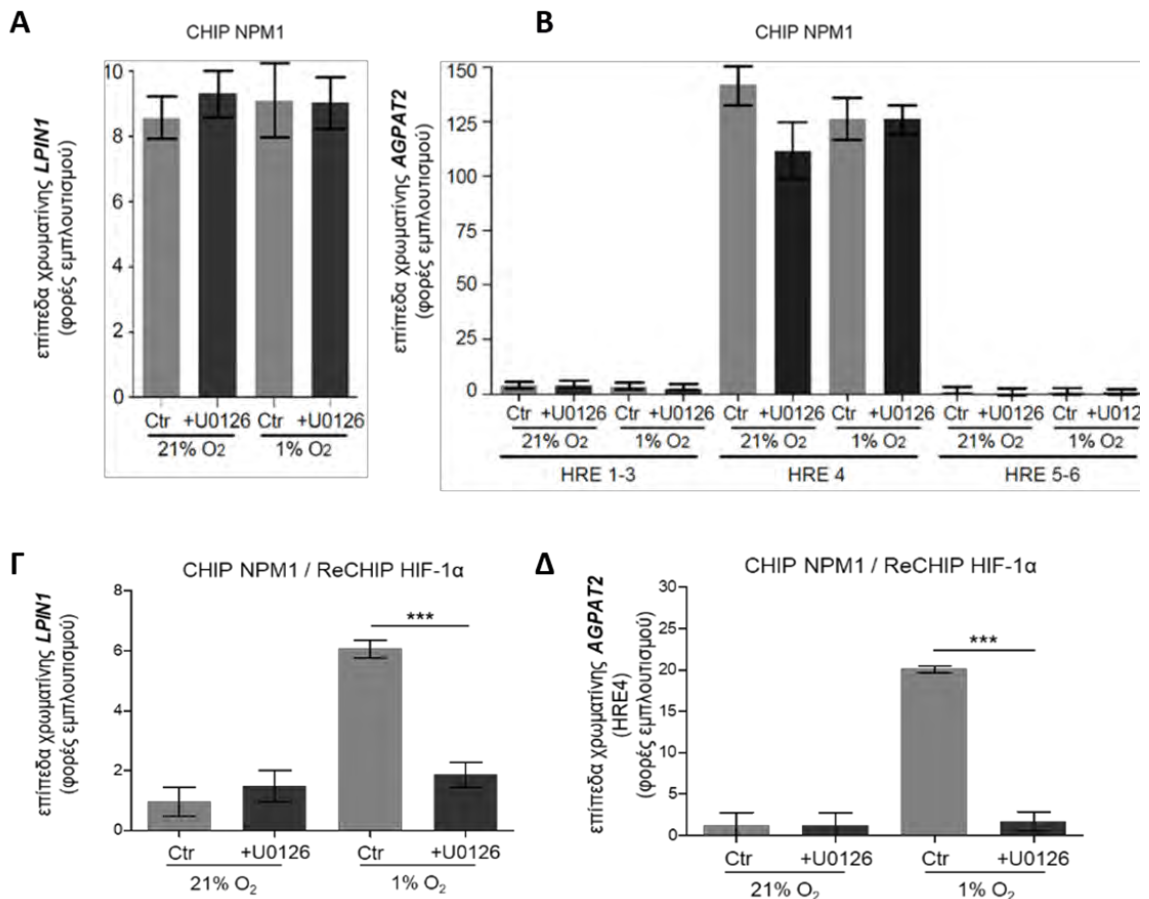 Α
CHIP NPM1
επίπεδα χρωματίνης LPIN1
(φορές εμπλουτισμού)
10
8
6
4
2
0
Ctr +U0126 Ctr +U0126
21% O2 1% O2
Β
CHIP NPM1
επίπεδα χρωματίνης AGPAT2
(φορές εμπλουτισμού)
150
125
100
75
50
25
0
Ctr +U0126 Ctr +U0126 Ctr +U0126 Ctr +U0126 Ctr +U0126 Ctr +U012
21% O2 1% O2 21% O2 1% O2 21% O2 1% O2
HRE 1-3 HRE 4 HRE 5-6
Γ
CHIP NPM1 / ReCHIP HIF-1α
επίπεδα χρωματίνης LPIN1
(φορές εμπλουτισμού)
8
6
4
2
0
***
Ctr +U0126 Ctr +U0126
21% O₂ 1% O₂
Δ
CHIP NPM1 / ReCHIP HIF-1α
επίπεδα χρωματίνης AGPAT2
(HRE4)
(φορές εμπλουτισμού)
30
25
20
15
10
5
0
***
Ctr +U0126 Ctr +U0126
21% O₂ 1% O₂